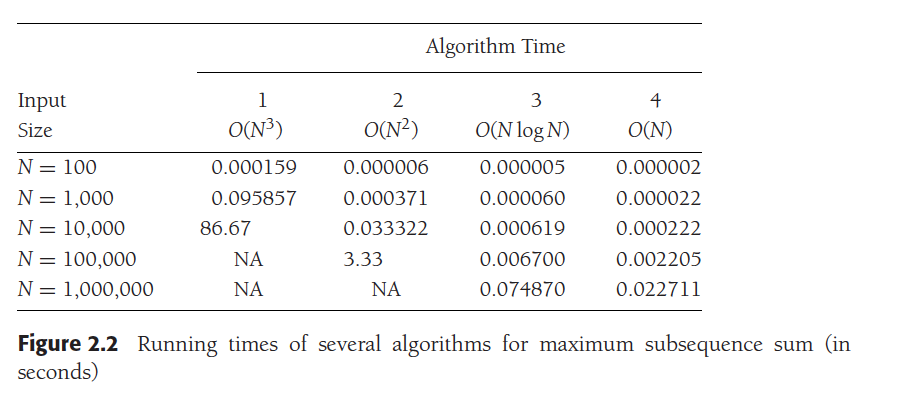 Algorithm Time
Input 1 2 3 4
Size O(N³) O(N²) O(N log N) O(N)
N = 100 0.000159 0.000006 0.000005 0.000002
N = 1,000 0.095857 0.000371 0.000060 0.000022
N = 10,000 86.67 0.033322 0.000619 0.000222
N = 100,000 NA 3.33 0.006700 0.002205
N = 1,000,000 NA NA 0.074870 0.022711
Figure 2.2 Running times of several algorithms for maximum subsequence sum (in
seconds)